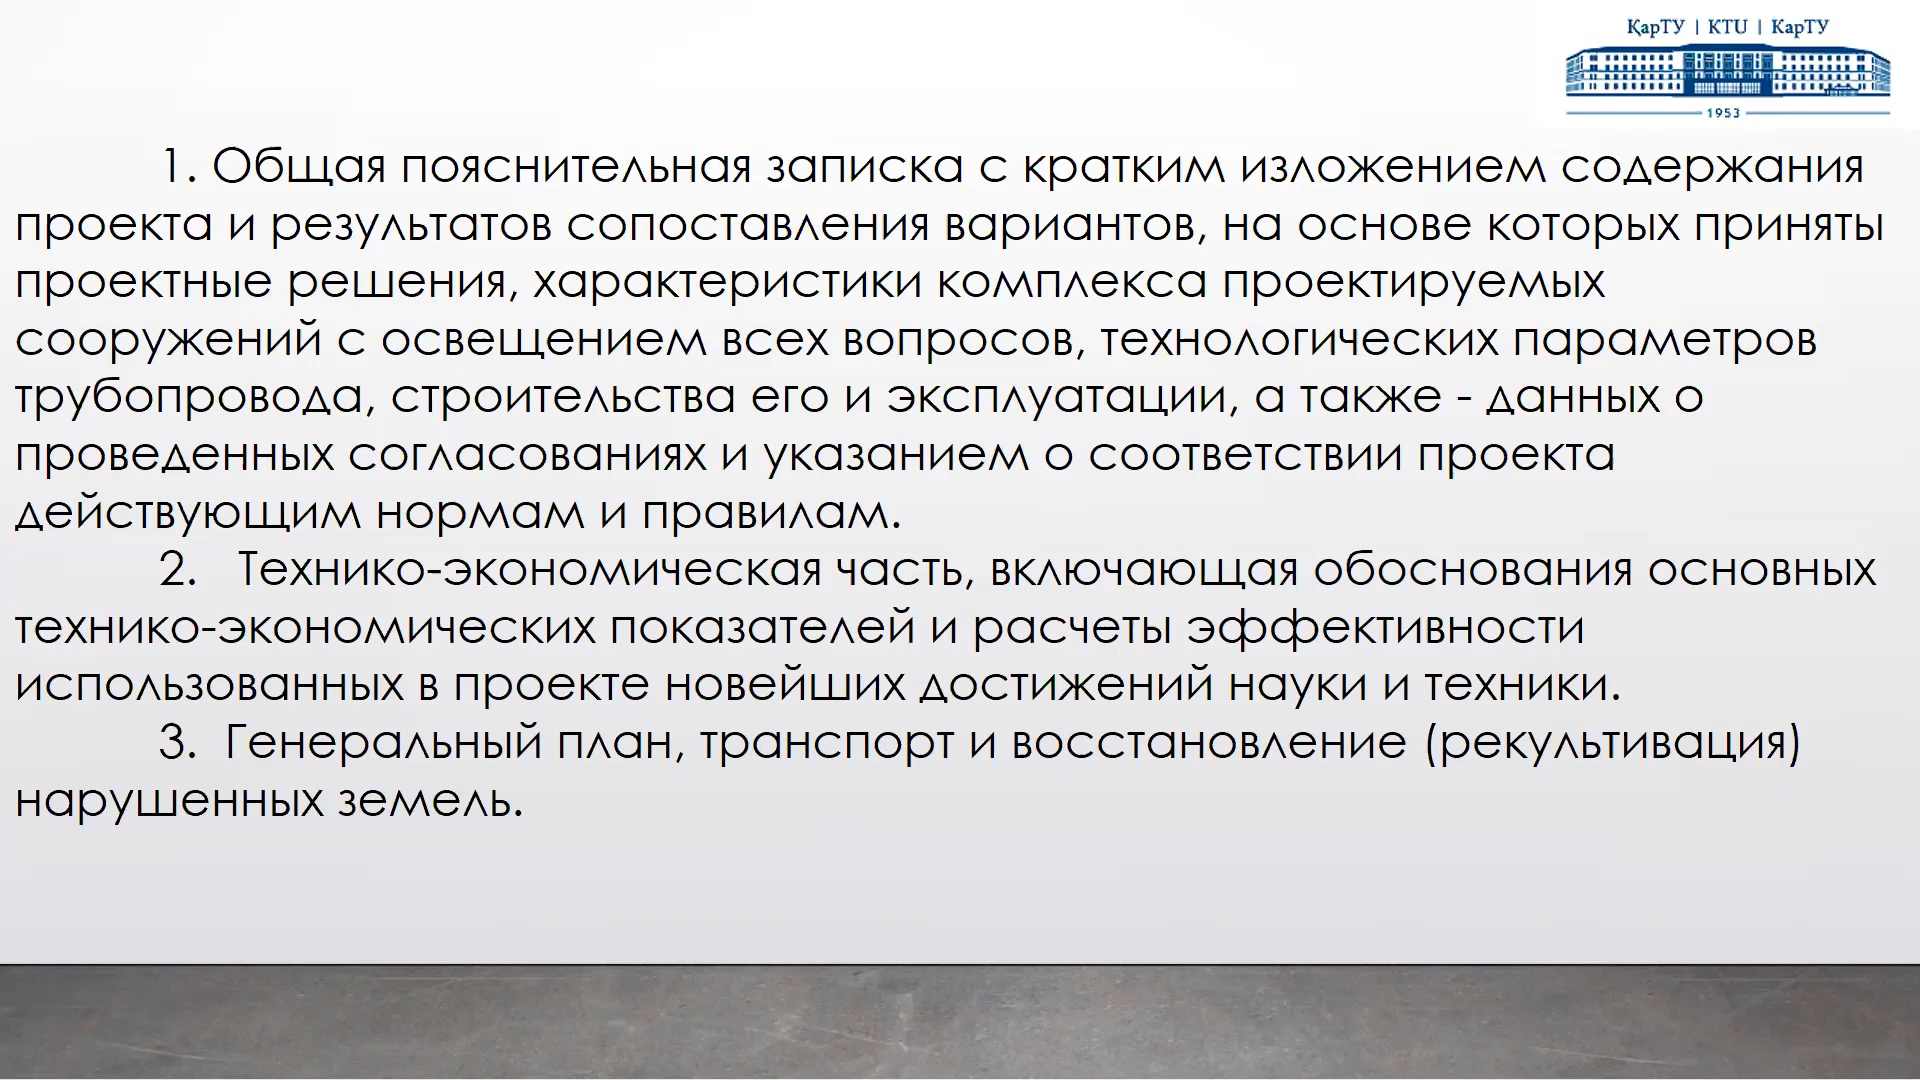 ҚарТУ | KTU | КарТУ
1953
1. Общая пояснительная записка с кратким изложением содержания
проекта и результатов сопоставления вариантов, на основе которых приняты
проектные решения, характеристики комплекса проектируемых
сооружений с освещением всех вопросов, технологических параметров
трубопровода, строительства его и эксплуатации, а также - данных о
проведенных согласованиях и указанием о соответствии проекта
действующим нормам и правилам.
2. Технико-экономическая часть, включающая обоснования основных
технико-экономических показателей и расчеты эффективности
использованных в проекте новейших достижений науки и техники.
3. Генеральный план, транспорт и восстановление (рекультивация)
нарушенных земель.